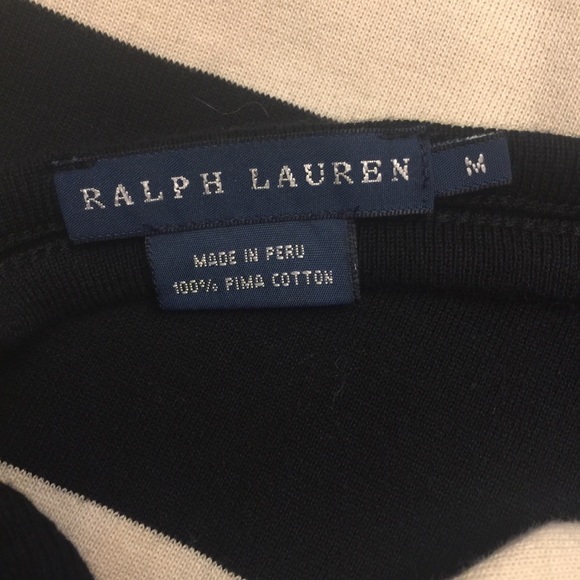 RALPH LAUREN
M
MADE IN PERU
100% PIMA COTTON